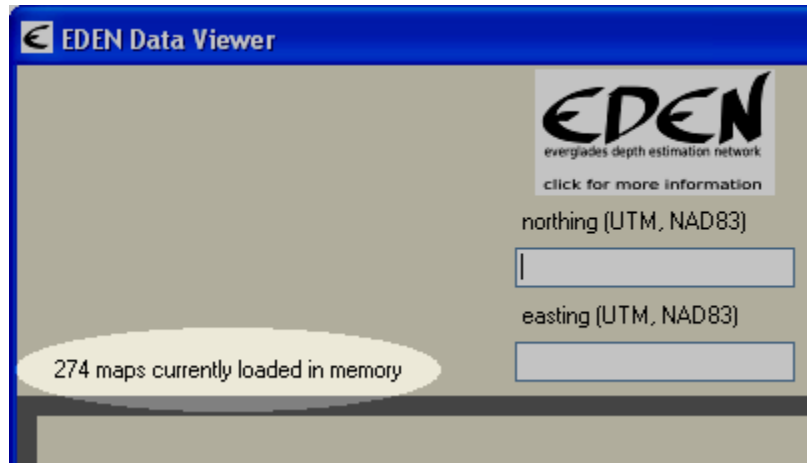 EDEN Data Viewer
EDEN
everglades depth estimation network
click for more information
northing (UTM, NAD83)
easting (UTM, NAD83)
274 maps currently loaded in memory